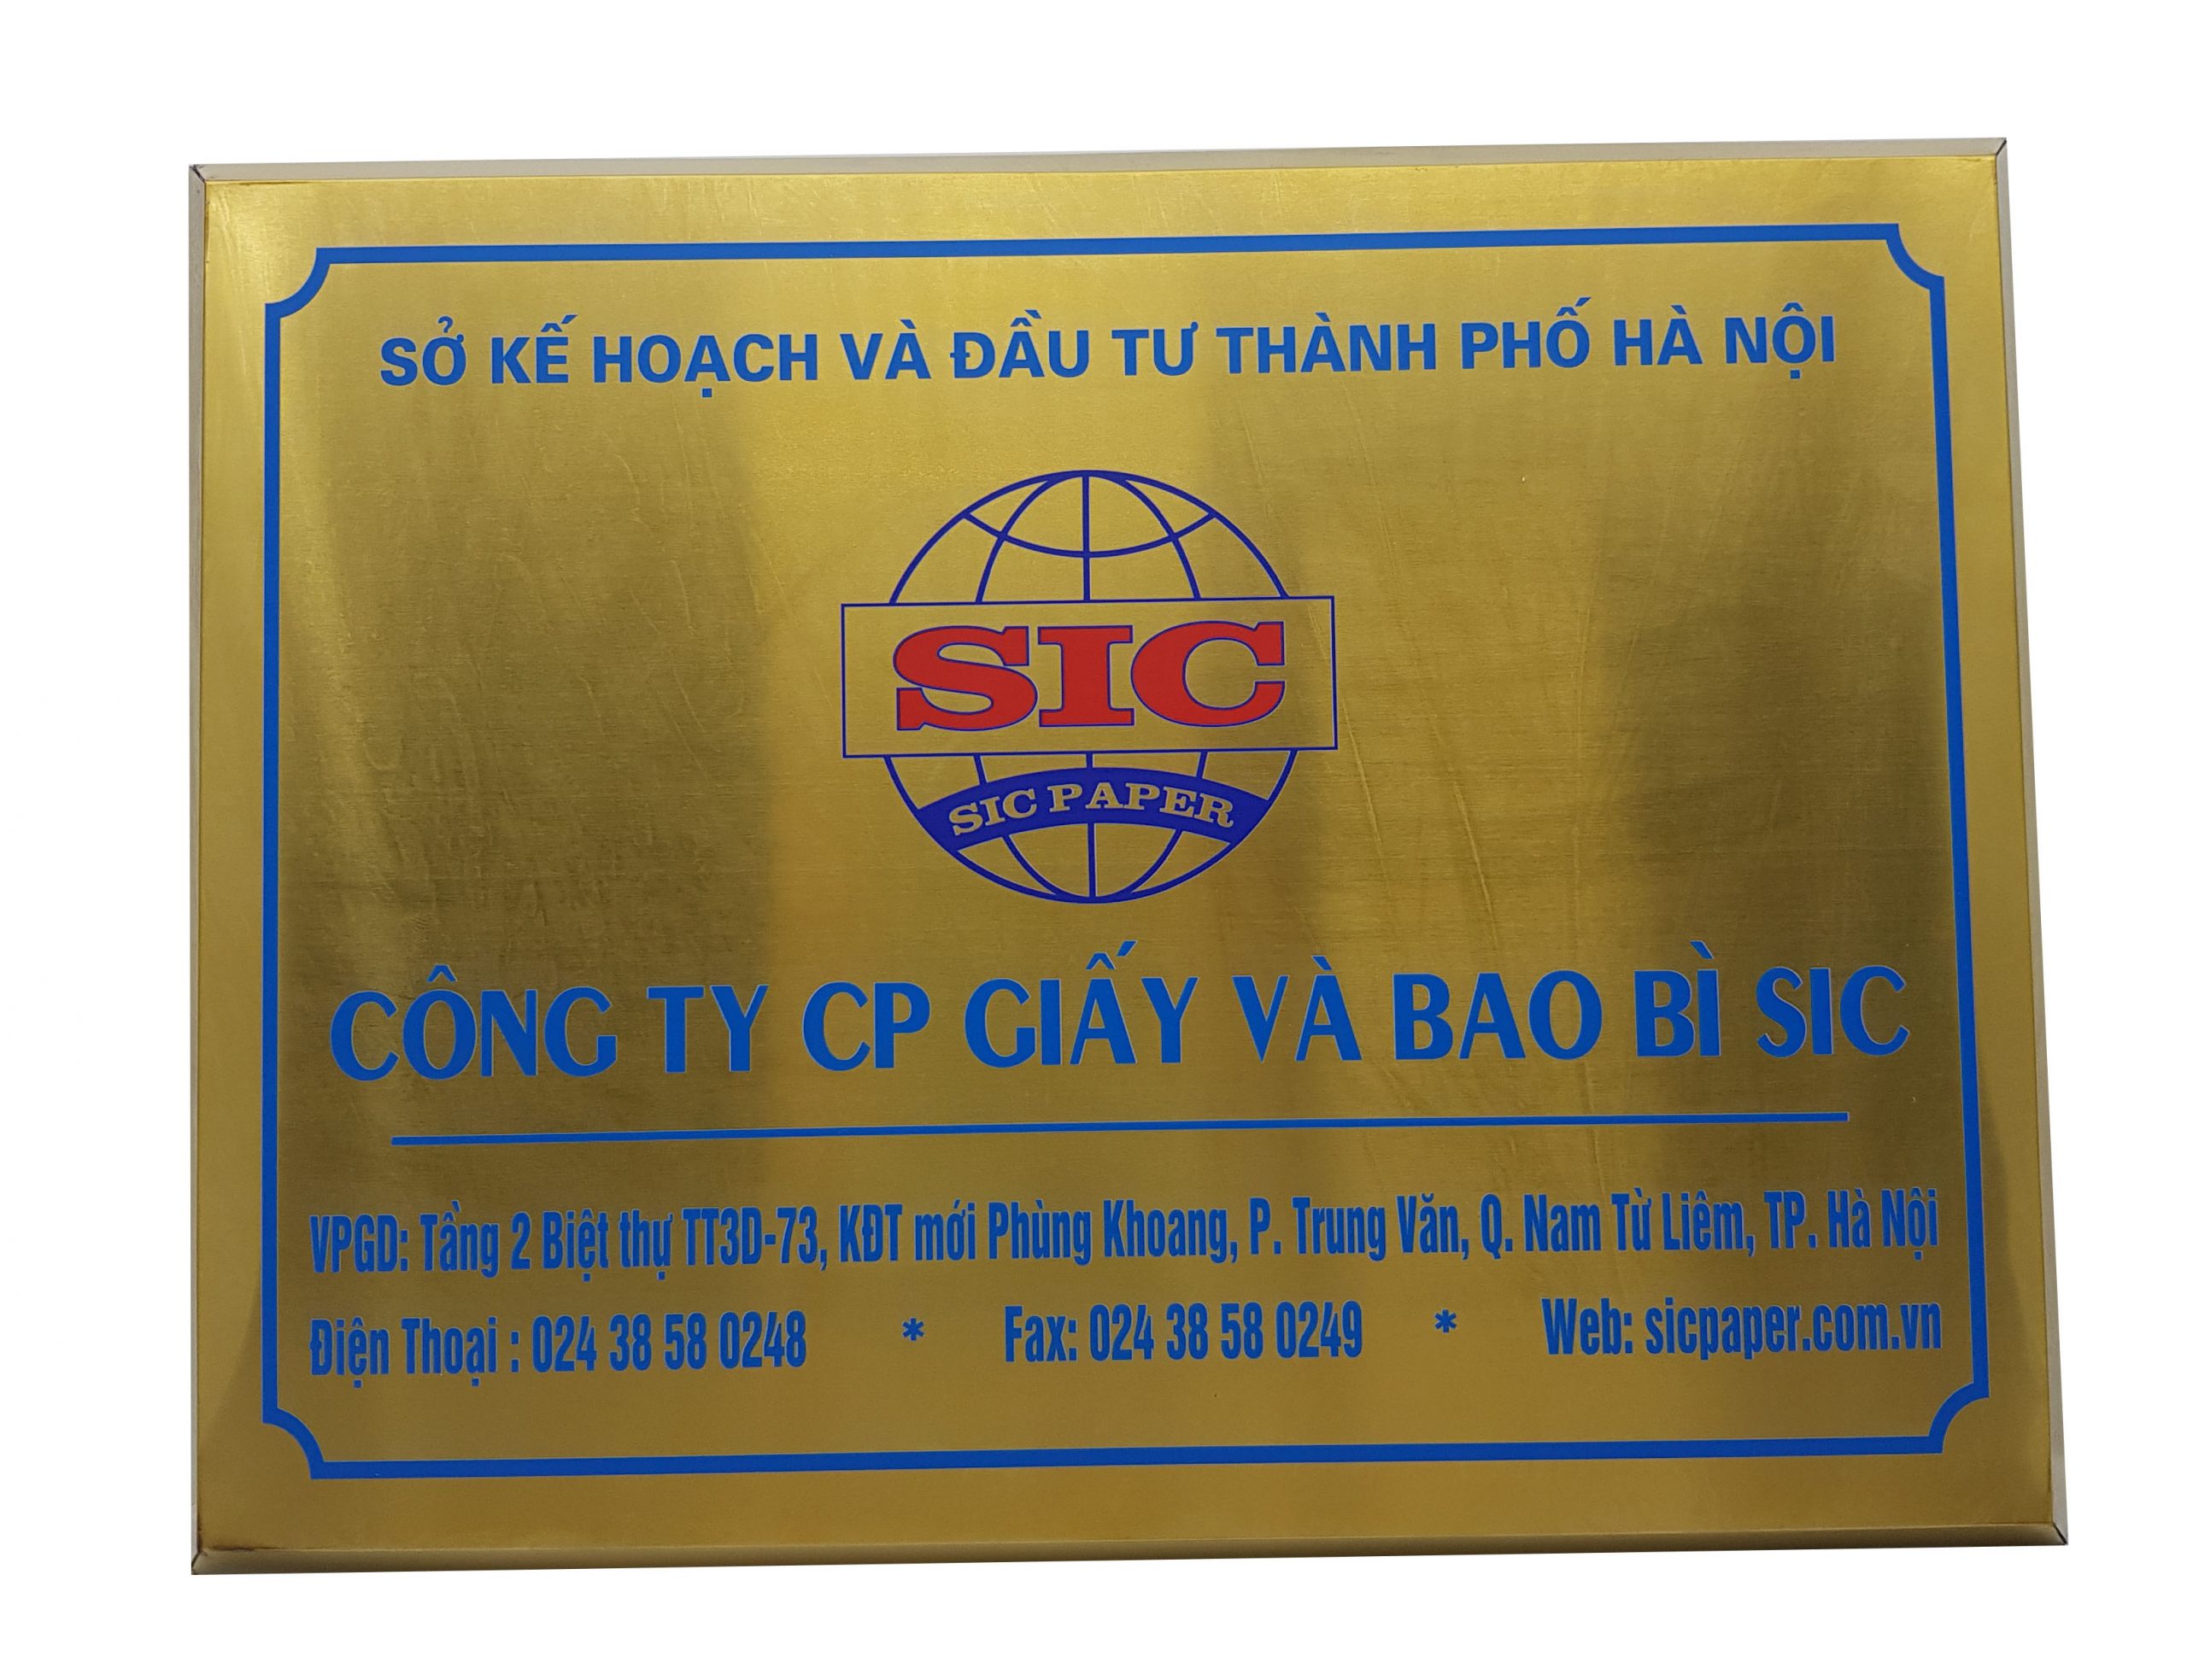 SỞ KẾ HOẠCH VÀ ĐẦU TƯ THÀNH PHỐ HÀ NỘI
SIC
SIC PAPER
CÔNG TY CP GIẤY VÀ BAO BÌ SIC
VPGD: Tầng 2 Biệt thự TT3D-73, KĐT mới Phùng Khoang, P. Trung Văn, Q. Nam Từ Liêm, TP. Hà Nội
Điện Thoại : 024 38 58 0248 * Fax: 024 38 58 0249 * Web: sicpaper.com.vn